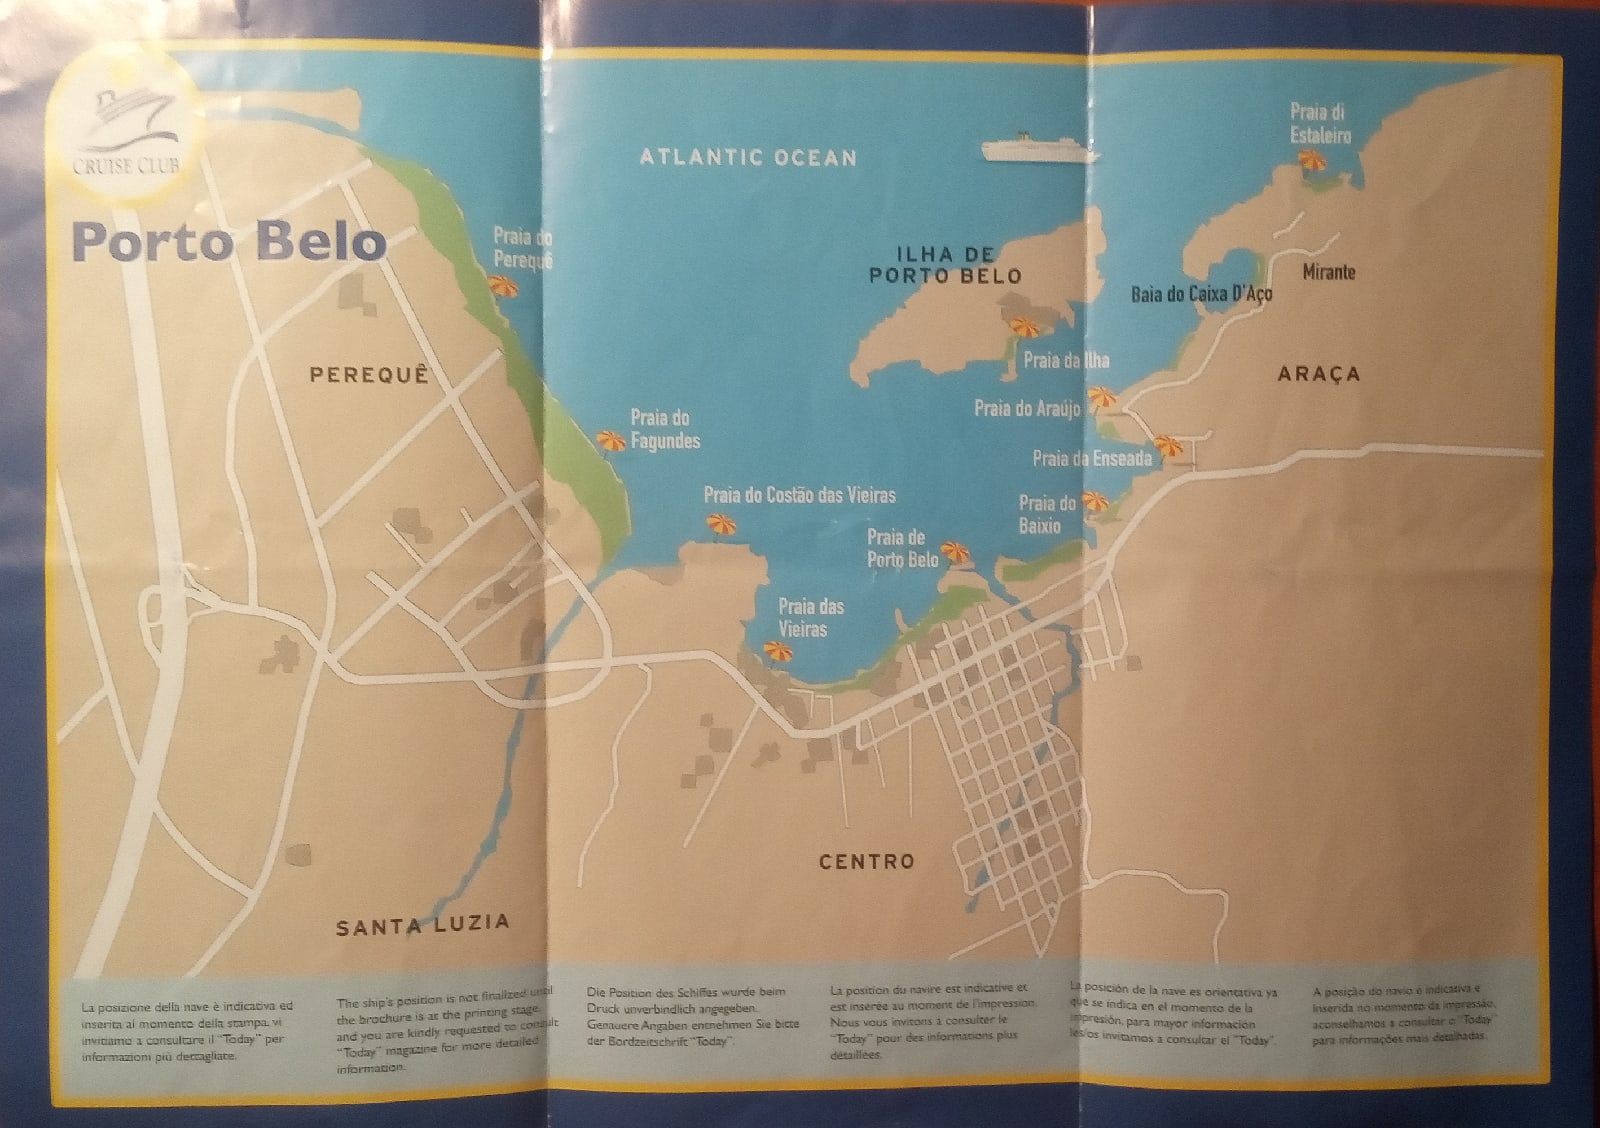 CRUISE CLUB
Porto Belo
ATLANTIC OCEAN
Praia di
Estaleiro
Praia do
Perequê
ILHA DE
PORTO BELO
Mirante
Baia do Caixa D'Aço
Praia da Ilha
PEREQUÊ
ARAÇA
Praia do Araújo
Praia do
Fagundes
Praia da Enseada
Praia do Costão das Vieiras
Praia do
Baixio
Praia de
Porto Belo
Praia das
Vieiras
CENTRO
SANTA LUZIA
La posizione della nave è indicativa ed
inserita al momento della stampa, vi
invitiamo a consultare il "Today" per
informazioni più dettagliate.
The ship's position is not finalized until
the brochure is at the printing stage,
and you are kindly requested to consult
"Today" magazine for more detailed
information.
Die Position des Schiffes wurde beim
Druck unverbindlich angegeben.
Genauere Angaben entnehmen Sie bitte
der Bordzeitschrift "Today".
La position du navire est indicative et
est insérée au moment de l'impression.
Nous vous invitons à consulter le
"Today" pour des informations plus
détaillées.
La posición de la nave es orientativa ya
que se indica en el momento de la
impresión, para mayor información
les/os invitamos a consultar el "Today".
A posição do navio é indicativa e
inserida no momento da impressão,
aconselhamos a consultar o "Today"
para informações mais detalhadas.